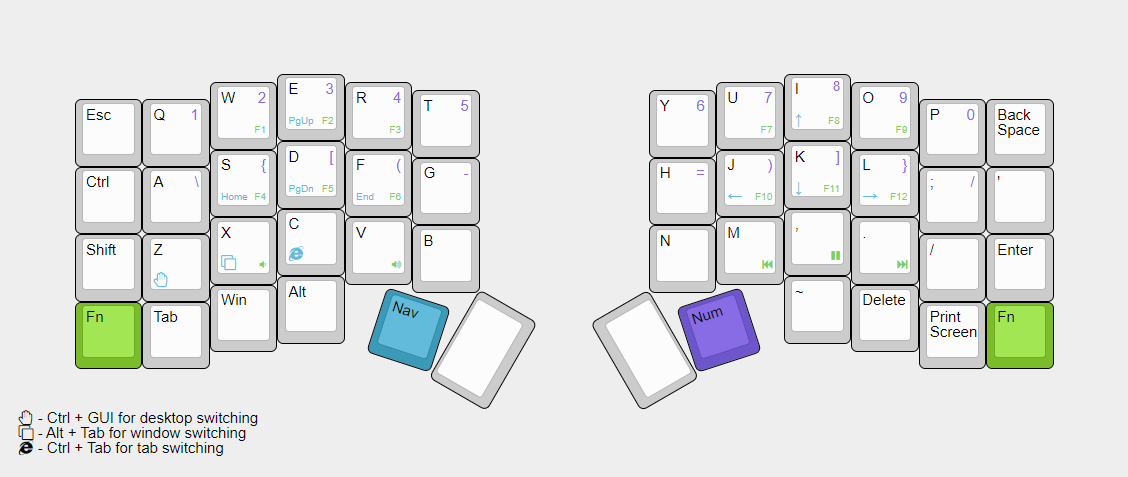 Esc Q 1 W 2 F1 E 3 PgUp F2 R 4 F3 T 5 Y 6 U 7 F7 I 8 ↑ F8 O 9 F9 P 0 Back Space
Ctrl A \ S { Home F4 D [ PgDn F5 F ( End F6 G - H = J ) ← F10 K ] ↓ F11 L } → F12 ; / '
Shift Z X C V B N M , . / Enter
Fn Tab Win Alt Nav Num ~ Delete Print Screen Fn
- Ctrl + GUI for desktop switching
- Alt + Tab for window switching
- Ctrl + Tab for tab switching